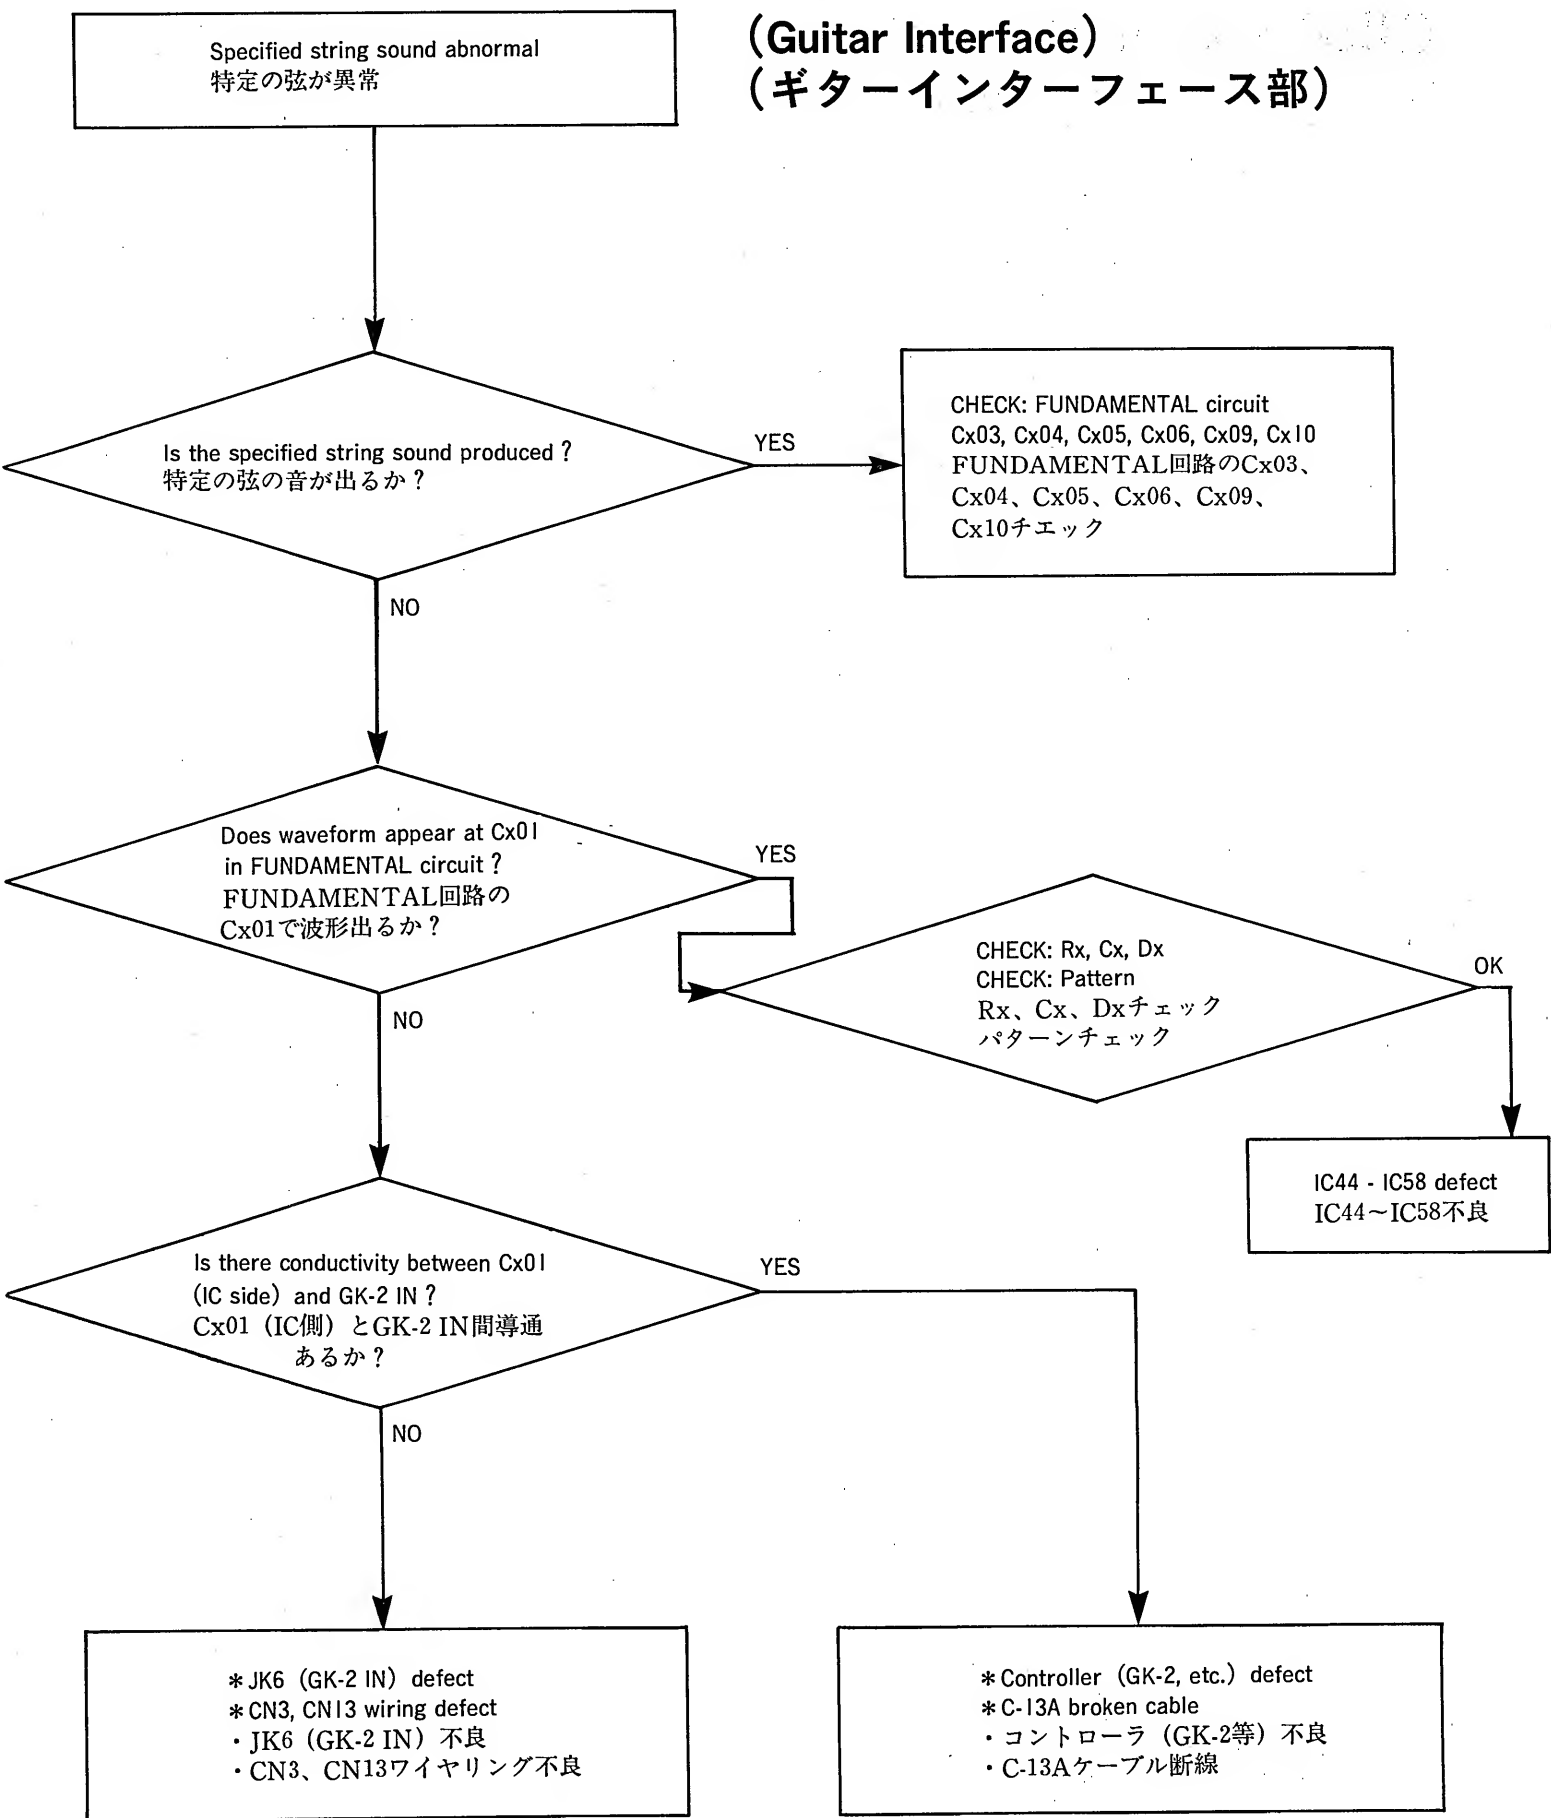 (Guitar Interface)
(ギターインターフェース部)
Specified string sound abnormal
特定の弦が異常
Is the specified string sound produced ?
特定の弦の音が出るか?
YES
CHECK: FUNDAMENTAL circuit
Cx03, Cx04, Cx05, Cx06, Cx09, Cx10
FUNDAMENTAL回路のCx03、
Cx04、Cx05、Cx06、Cx09、
Cx10チエック
NO
Does waveform appear at Cx01
in FUNDAMENTAL circuit ?
FUNDAMENTAL回路の
Cx01で波形出るか?
YES
CHECK: Rx, Cx, Dx
CHECK: Pattern
Rx、Cx、Dxチェック
パターンチェック
OK
IC44 - IC58 defect
IC44〜IC58不良
NO
Is there conductivity between Cx01
(IC side) and GK-2 IN ?
Cx01(IC側)とGK-2 IN間導通
あるか?
YES
NO
*JK6 (GK-2 IN) defect
*CN3, CN13 wiring defect
・JK6(GK-2 IN)不良
・CN3、CN13ワイヤリング不良
*Controller (GK-2, etc.) defect
*C-13A broken cable
・コントローラ(GK-2等)不良
・C-13Aケーブル断線